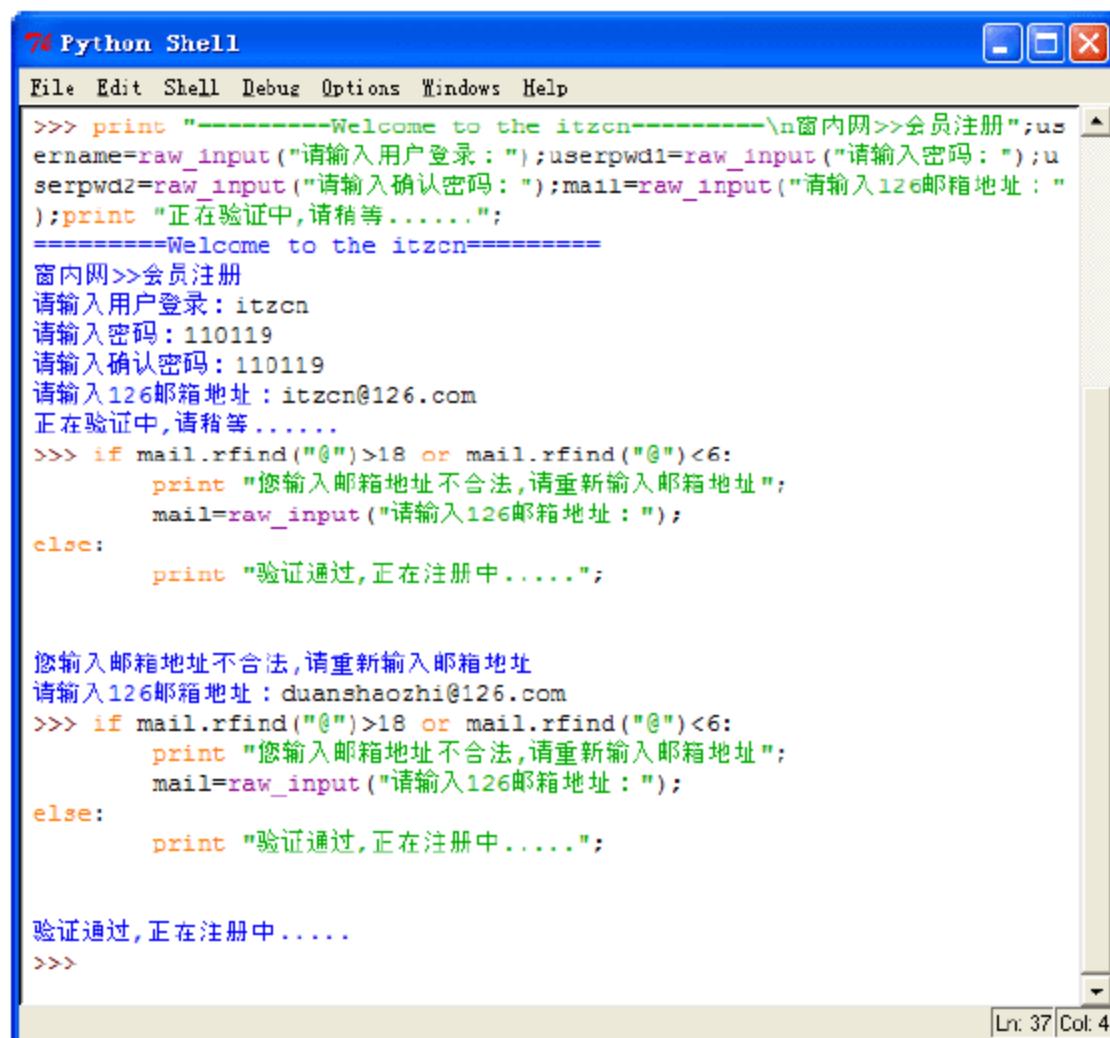 Python Shell
File Edit Shell Debug Options Windows Help
>>> print "=========Welcome to the itzcn=========\n窗内网>>会员注册";us
ername=raw_input("请输入用户登录：");userpwd1=raw_input("请输入密码：");u
serpwd2=raw_input("请输入确认密码：");mail=raw_input("请输入126邮箱地址："
);print "正在验证中,请稍等......";
=========Welcome to the itzcn=========
窗内网>>会员注册
请输入用户登录：itzcn
请输入密码：110119
请输入确认密码：110119
请输入126邮箱地址：itzcn@126.com
正在验证中,请稍等......
>>> if mail.rfind("@")>18 or mail.rfind("@")<6:
print "您输入邮箱地址不合法,请重新输入邮箱地址";
mail=raw_input("请输入126邮箱地址：");
else:
print "验证通过,正在注册中.....";
您输入邮箱地址不合法,请重新输入邮箱地址
请输入126邮箱地址：duanshaozhi@126.com
>>> if mail.rfind("@")>18 or mail.rfind("@")<6:
print "您输入邮箱地址不合法,请重新输入邮箱地址";
mail=raw_input("请输入126邮箱地址：");
else:
print "验证通过,正在注册中.....";
验证通过,正在注册中.....
>>>
Ln: 37 Col: 4